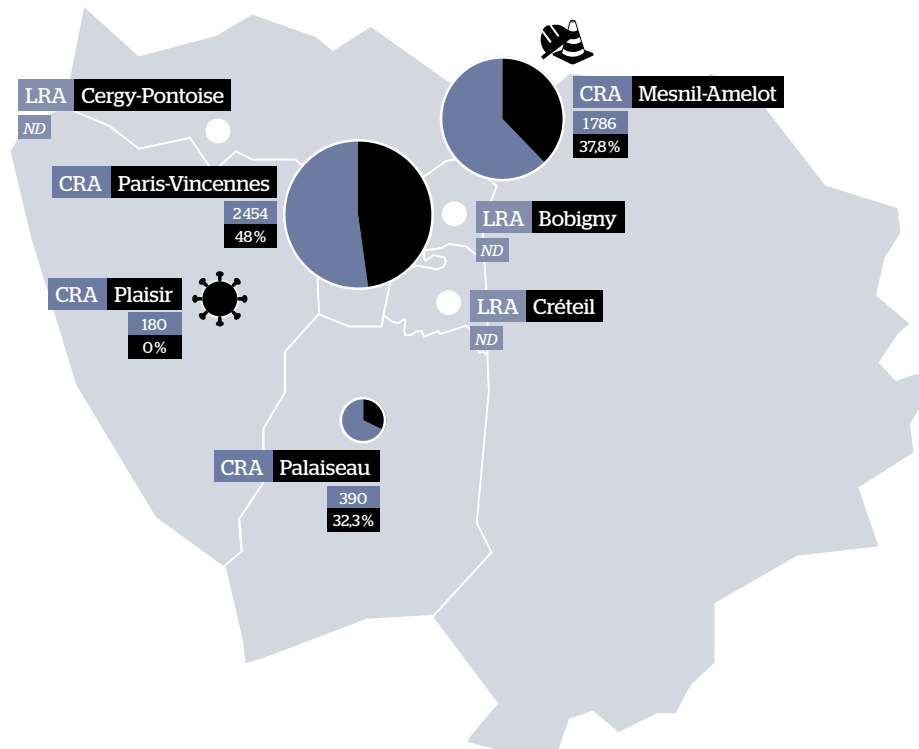 LRA Cergy-Pontoise
ND
CRA Mesnil-Amelot
1786
37,8%
CRA Paris-Vincennes
2454
48%
LRA Bobigny
ND
CRA Plaisir
180
0%
LRA Créteil
ND
CRA Palaiseau
390
32,3%